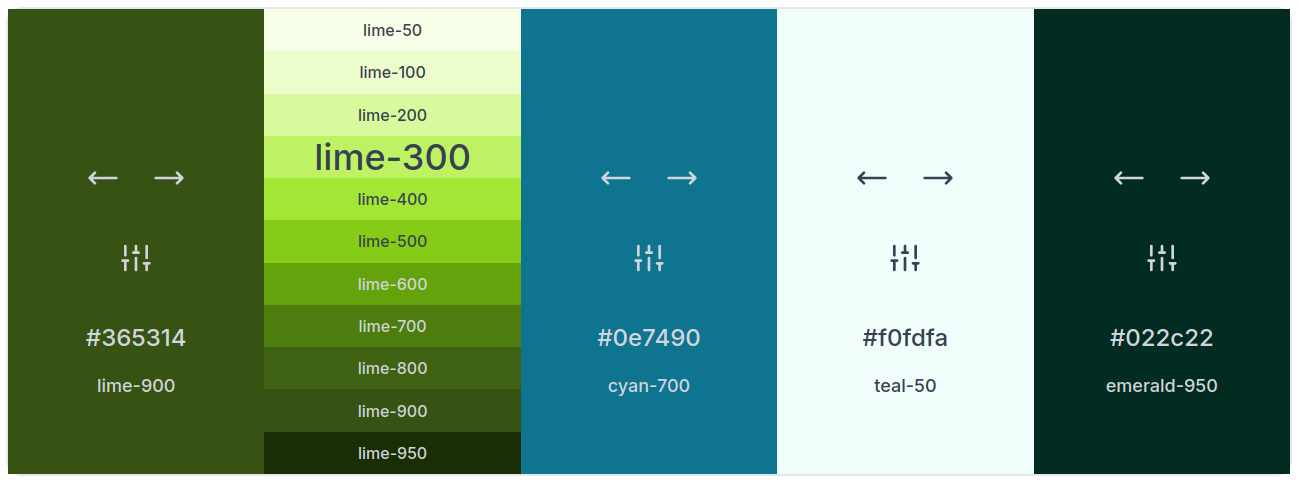 #365314
lime-900
lime-50
lime-100
lime-200
lime-300
lime-400
lime-500
lime-600
lime-700
lime-800
lime-900
lime-950
#0e7490
cyan-700
#f0fdfa
teal-50
#022c22
emerald-950